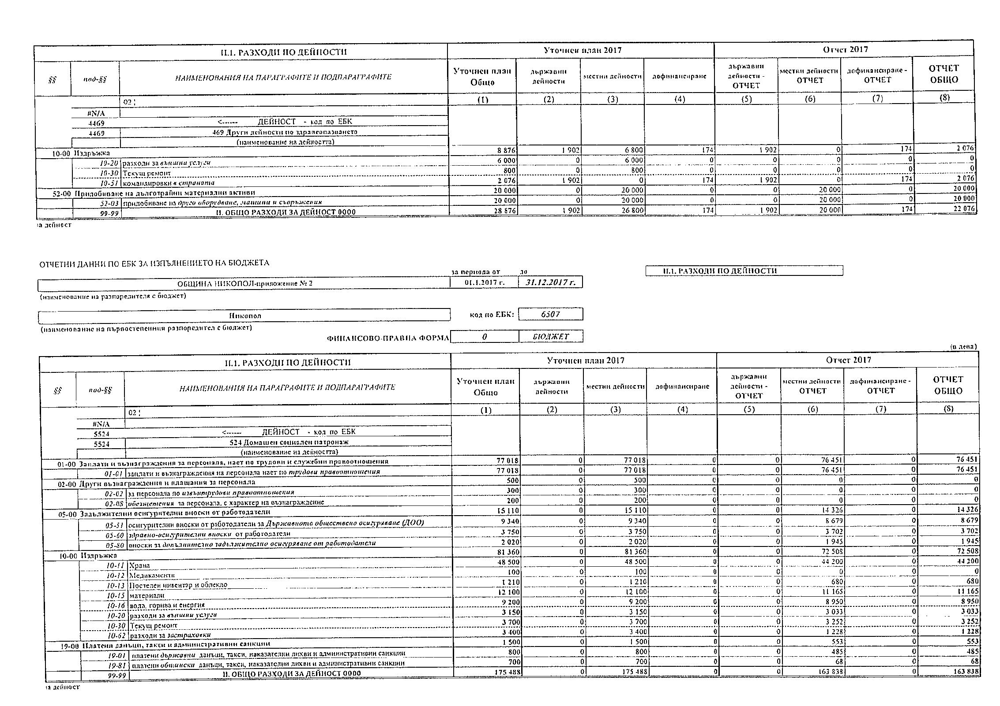 II.1. РАЗХОДИ ПО ДЕЙНОСТИ Уточнен план 2017 Отчет 2017
§§ под-§§ НАИМЕНОВАНИЯ НА ПАРАГРАФИТЕ И ПОДПАРАГРАФИТЕ Уточнен план Общо държавни дейности местни дейности дофинансиране държавни дейности - ОТЧЕТ местни дейности ОТЧЕТ дофинансиране - ОТЧЕТ ОТЧЕТ ОБЩО
02 ¦ (1) (2) (3) (4) (5) (6) (7) (8)
#N/A
4469 <------ ДЕЙНОСТ - код по ЕБК
4469 469 Други дейности по здравеопазването
(наименование на дейността)
10-00 Издръжка 8 876 1 902 6 800 174 1 902 0 174 2 076
10-20 разходи за външни услуги 6 000 0 6 000 0 0 0 0 0
10-30 Текущ ремонт 800 0 800 0 0 0 0 0
10-51 командировки в страната 2 076 1 902 0 174 1 902 0 174 2 076
52-00 Придобиване на дълготрайни материални активи 20 000 0 20 000 0 0 20 000 0 20 000
52-03 придобиване на друго оборудване, машини и съоръжения 20 000 0 20 000 0 0 20 000 0 20 000
99-99 II. ОБЩО РАЗХОДИ ЗА ДЕЙНОСТ 0000 28 876 1 902 26 800 174 1 902 20 000 174 22 076
за дейност
ОТЧЕТНИ ДАННИ ПО ЕБК ЗА ИЗПЪЛНЕНИЕТО НА БЮДЖЕТА
за периода от до II.1. РАЗХОДИ ПО ДЕЙНОСТИ
ОБЩИНА НИКОПОЛ-приложение № 2 01.1.2017 г. 31.12.2017 г.
(наименование на разпоредителя с бюджет)
Никопол код по ЕБК: 6507
(наименование на първостепенния разпоредител с бюджет)
ФИНАНСОВО-ПРАВНА ФОРМА 0 БЮДЖЕТ
(в лева)
II.1. РАЗХОДИ ПО ДЕЙНОСТИ Уточнен план 2017 Отчет 2017
§§ под-§§ НАИМЕНОВАНИЯ НА ПАРАГРАФИТЕ И ПОДПАРАГРАФИТЕ Уточнен план Общо държавни дейности местни дейности дофинансиране държавни дейности - ОТЧЕТ местни дейности ОТЧЕТ дофинансиране - ОТЧЕТ ОТЧЕТ ОБЩО
02 ¦ (1) (2) (3) (4) (5) (6) (7) (8)
#N/A
5524 <------ ДЕЙНОСТ - код по ЕБК
5524 524 Домашен социален патронаж
(наименование на дейността)
01-00 Заплати и възнаграждения за персонала, нает по трудови и служебни правоотношения 77 018 0 77 018 0 0 76 451 0 76 451
01-01 заплати и възнаграждения на персонала нает по трудови правоотношения 77 018 0 77 018 0 0 76 451 0 76 451
02-00 Други възнаграждения и плащания за персонала 500 0 500 0 0 0 0 0
02-02 за персонала по извънтрудови правоотношения 300 0 300 0 0 0 0 0
02-08 обезщетения за персонала, с характер на възнаграждение 200 0 200 0 0 0 0 0
05-00 Задължителни осигурителни вноски от работодатели 15 110 0 15 110 0 0 14 326 0 14 326
05-51 осигурителни вноски от работодатели за Държавното обществено осигуряване (ДОО) 9 340 0 9 340 0 0 8 679 0 8 679
05-60 здравно-осигурителни вноски от работодатели 3 750 0 3 750 0 0 3 702 0 3 702
05-80 вноски за допълнително задължително осигуряване от работодатели 2 020 0 2 020 0 0 1 945 0 1 945
10-00 Издръжка 81 360 0 81 360 0 0 72 508 0 72 508
10-11 Храна 48 500 0 48 500 0 0 44 200 0 44 200
10-12 Медикаменти 100 0 100 0 0 0 0 0
10-13 Постелен инвентар и облекло 1 210 0 1 210 0 0 680 0 680
10-15 материали 12 100 0 12 100 0 0 11 165 0 11 165
10-16 вода, горива и енергия 9 200 0 9 200 0 0 8 950 0 8 950
10-20 разходи за външни услуги 3 150 0 3 150 0 0 3 033 0 3 033
10-30 Текущ ремонт 3 700 0 3 700 0 0 3 252 0 3 252
10-62 разходи за застраховки 3 400 0 3 400 0 0 1 228 0 1 228
19-00 Платени данъци, такси и административни санкции 1 500 0 1 500 0 0 553 0 553
19-01 платени държавни данъци, такси, наказателни лихви и административни санкции 800 0 800 0 0 485 0 485
19-81 платени общински данъци, такси, наказателни лихви и административни санкции 700 0 700 0 0 68 0 68
99-99 II. ОБЩО РАЗХОДИ ЗА ДЕЙНОСТ 0000 175 488 0 175 488 0 0 163 838 0 163 838
за дейност